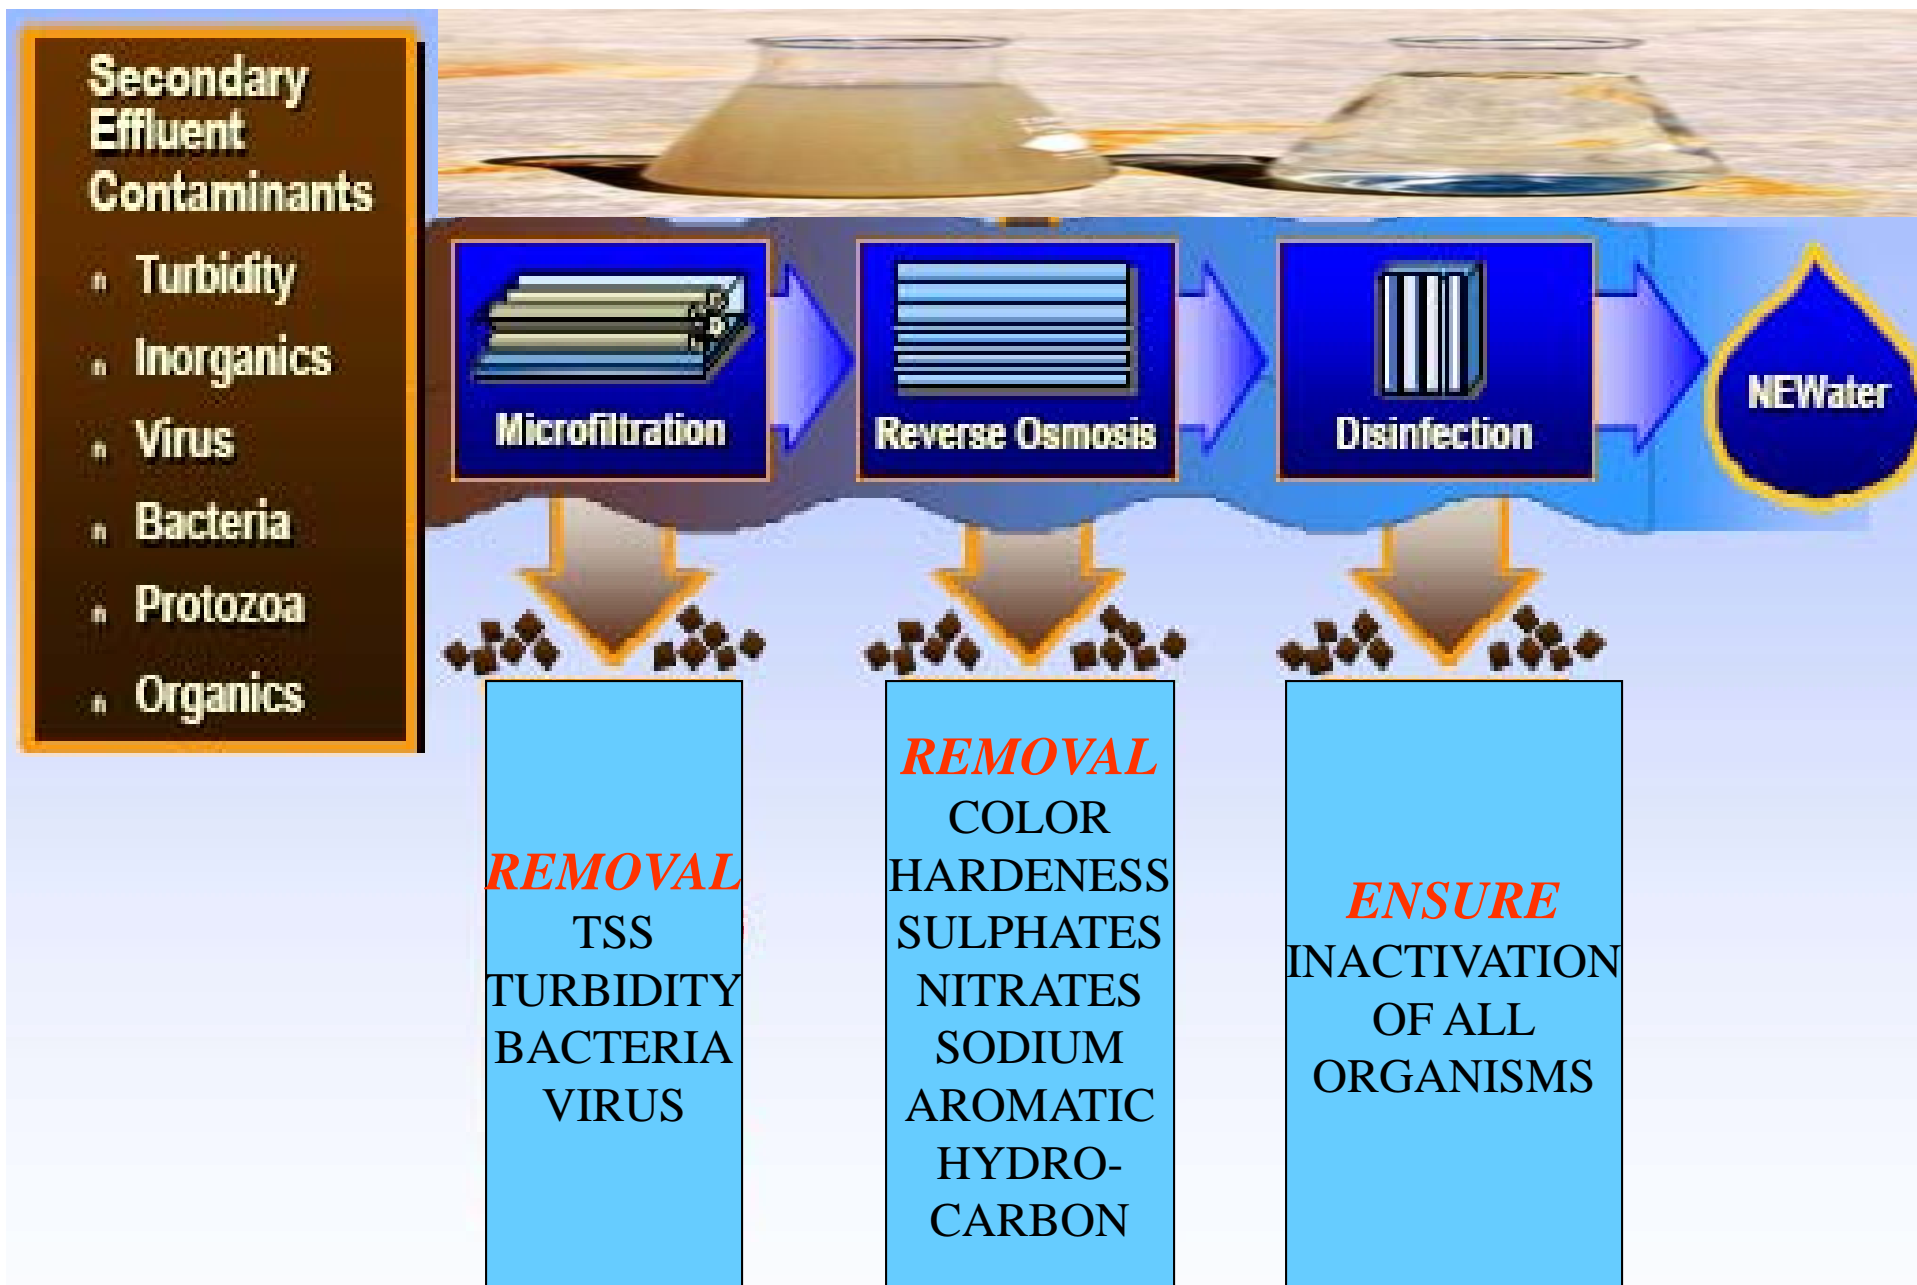 Secondary
Effluent
Contaminants
n Turbidity
n Inorganics
n Virus
n Bacteria
n Protozoa
n Organics
Microfiltration
Reverse Osmosis
Disinfection
NEWater
REMOVAL
TSS
TURBIDITY
BACTERIA
VIRUS
REMOVAL
COLOR
HARDENESS
SULPHATES
NITRATES
SODIUM
AROMATIC
HYDRO-
CARBON
ENSURE
INACTIVATION
OF ALL
ORGANISMS